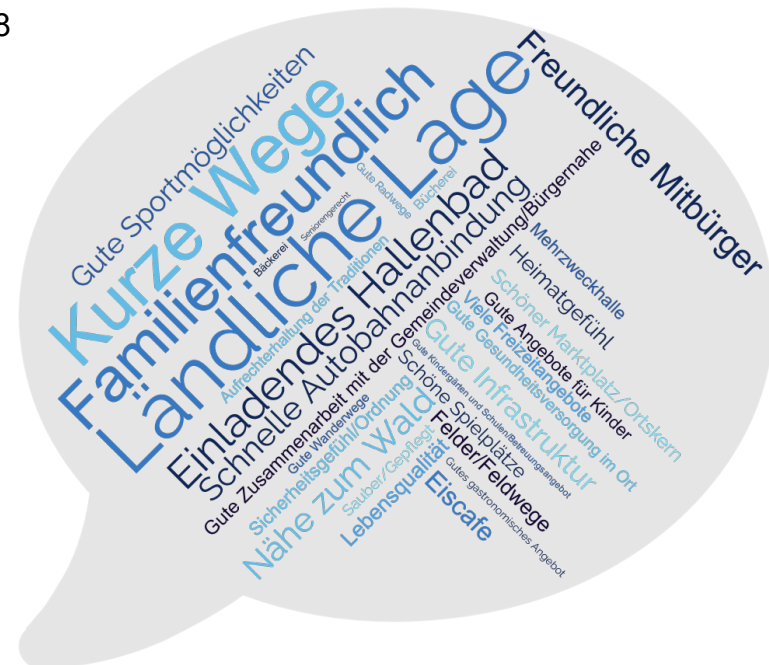 8
Gute Sportmöglichkeiten
Kurze Wege
Familienfreundlich
Ländliche Lage
Freundliche Mitbürger
Bäckerei
Seniorengerecht
Gute Radwege
Bücherei
Aufrechterhaltung der Traditionen
Einladendes Hallenbad
Schnelle Autobahnanbindung
Gute Zusammenarbeit mit der Gemeindeverwaltung/Bürgernahe
Mehrzweckhalle
Heimatgefühl
Schöner Marktplatz/Ortskern
Gute Angebote für Kinder
Viele Freizeitangebote
Gute Gesundheitsversorgung im Ort
Gute Infrastruktur
Gute Kindergärten und Schulen/Betreuungsangebot
Schöne Spielplätze
Gute Wanderwege
Sicherheitsgefühl/Ordnung
Nähe zum Wald
Felder/Feldwege
Sauber/Gepflegt
Gutes gastronomisches Angebot
Lebensqualität
Eiscafe